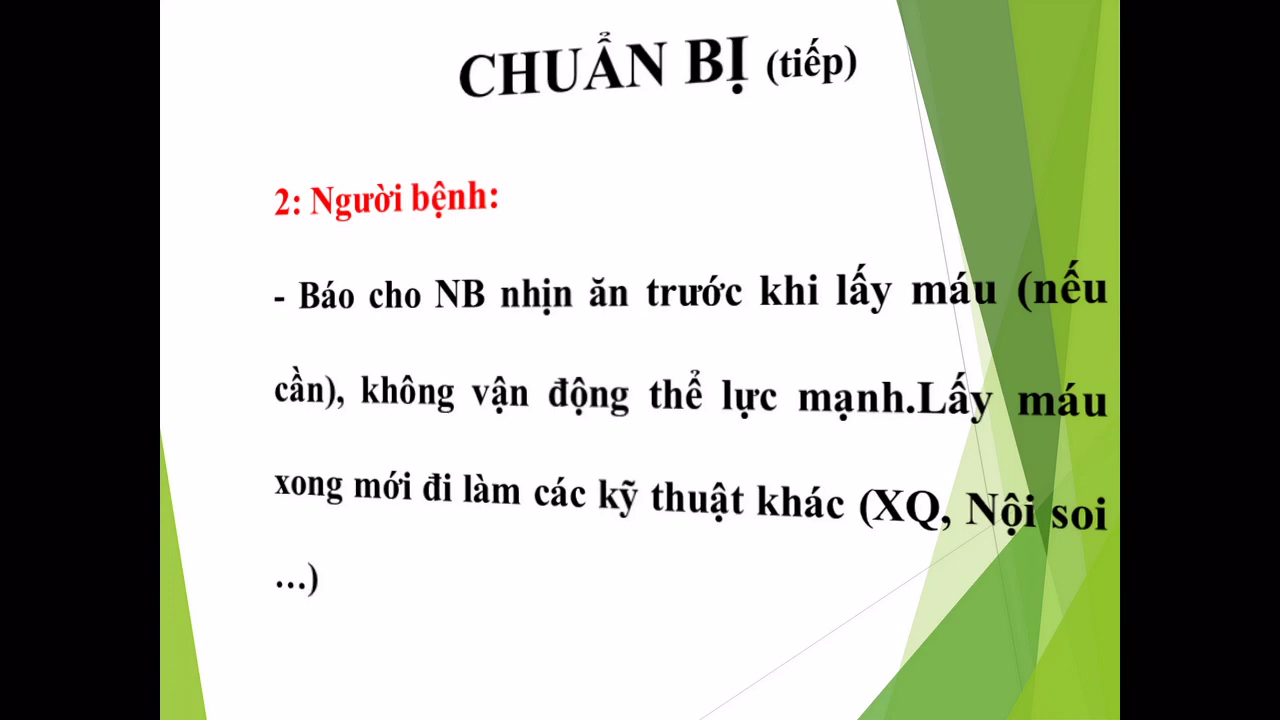 CHUẨN BỊ (tiếp)
2: Người bệnh:
- Báo cho NB nhịn ăn trước khi lấy máu (nếu
cần), không vận động thể lực mạnh.Lấy máu
xong mới đi làm các kỹ thuật khác (XQ, Nội soi
...)